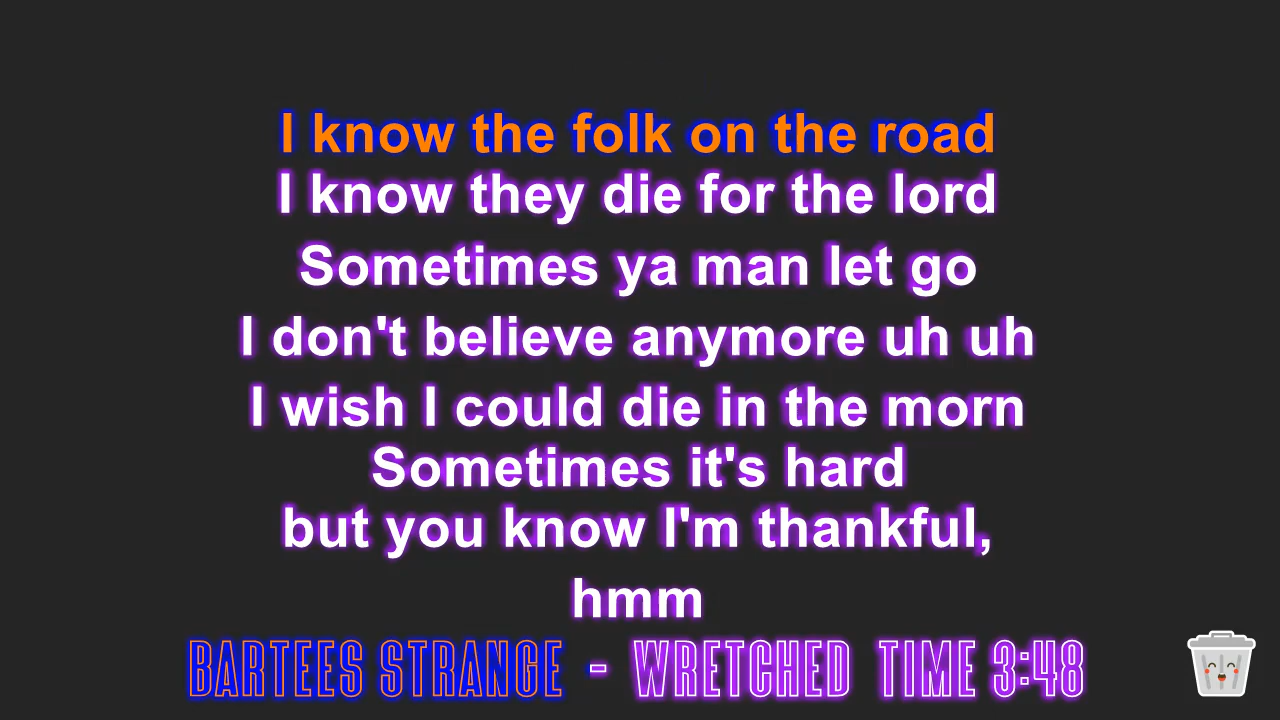 I know the folk on the road
I know they die for the lord
Sometimes ya man let go
I don't believe anymore uh uh
I wish I could die in the morn
Sometimes it's hard
but you know I'm thankful,
hmm
BARTEES STRANGE - WRETCHED TIME 3:48